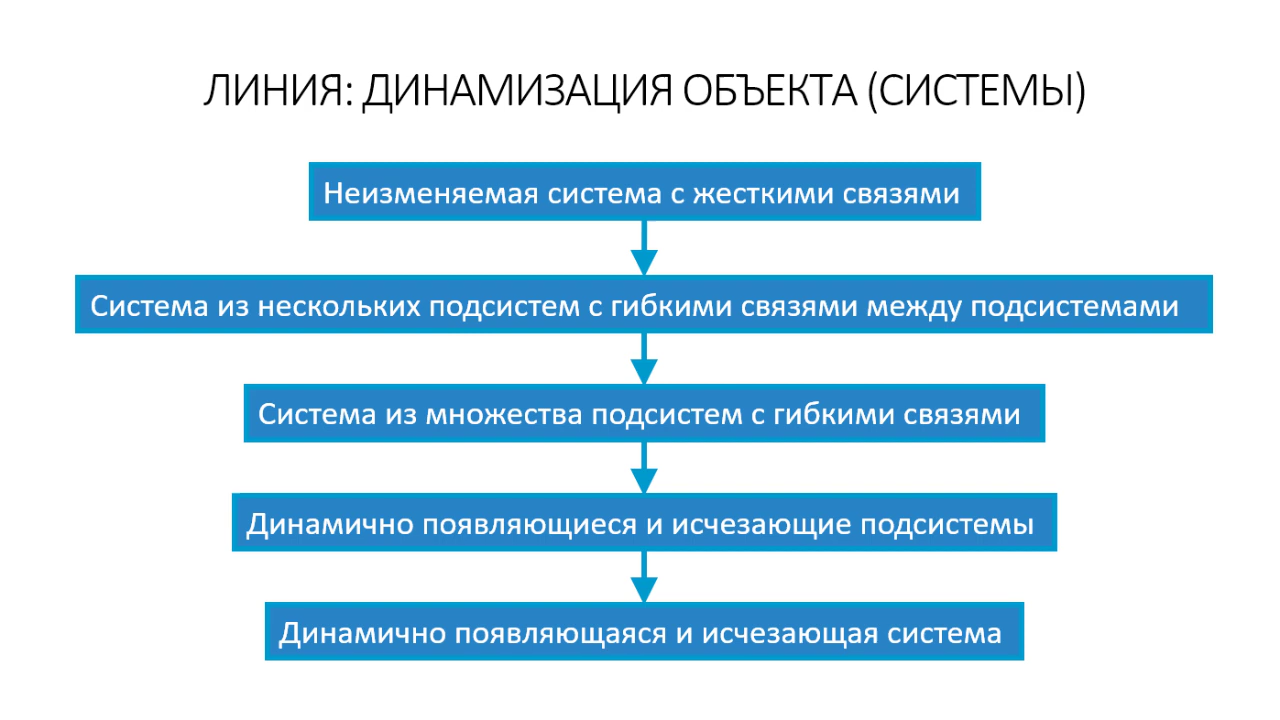 ЛИНИЯ: ДИНАМИЗАЦИЯ ОБЪЕКТА (СИСТЕМЫ)
Неизменяемая система с жесткими связями
Система из нескольких подсистем с гибкими связями между подсистемами
Система из множества подсистем с гибкими связями
Динамично появляющиеся и исчезающие подсистемы
Динамично появляющаяся и исчезающая система